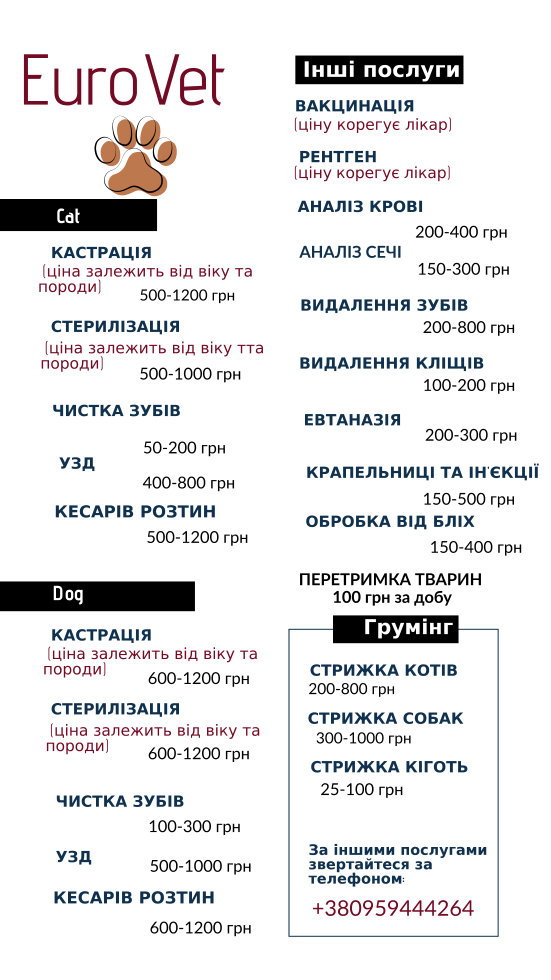 EuroVet
Cat
КАСТРАЦІЯ
(ціна залежить від віку та
породи)
500-1200 грн
СТЕРИЛІЗАЦІЯ
(ціна залежить від віку тта
породи)
500-1000 грн
ЧИСТКА ЗУБІВ
50-200 грн
УЗД
400-800 грн
КЕСАРІВ РОЗТИН
500-1200 грн
Dog
КАСТРАЦІЯ
(ціна залежить від віку та
породи)
600-1200 грн
СТЕРИЛІЗАЦІЯ
(ціна залежить від віку та
породи)
600-1200 грн
ЧИСТКА ЗУБІВ
100-300 грн
УЗД
500-1000 грн
КЕСАРІВ РОЗТИН
600-1200 грн
Інші послуги
ВАКЦИНАЦІЯ
(ціну корегує лікар)
РЕНТГЕН
(ціну корегує лікар)
АНАЛІЗ КРОВІ
200-400 грн
АНАЛІЗ СЕЧІ
150-300 грн
ВИДАЛЕННЯ ЗУБІВ
200-800 грн
ВИДАЛЕННЯ КЛІЩІВ
100-200 грн
ЕВТАНАЗІЯ
200-300 грн
КРАПЕЛЬНИЦІ ТА ІН'ЄКЦІЇ
150-500 грн
ОБРОБКА ВІД БЛІХ
150-400 грн
ПЕРЕТРИМКА ТВАРИН
100 грн за добу
Грумінг
СТРИЖКА КОТІВ
200-800 грн
СТРИЖКА СОБАК
300-1000 грн
СТРИЖКА КІГОТЬ
25-100 грн
За іншими послугами
звертайтеся за
телефоном:
+380959444264